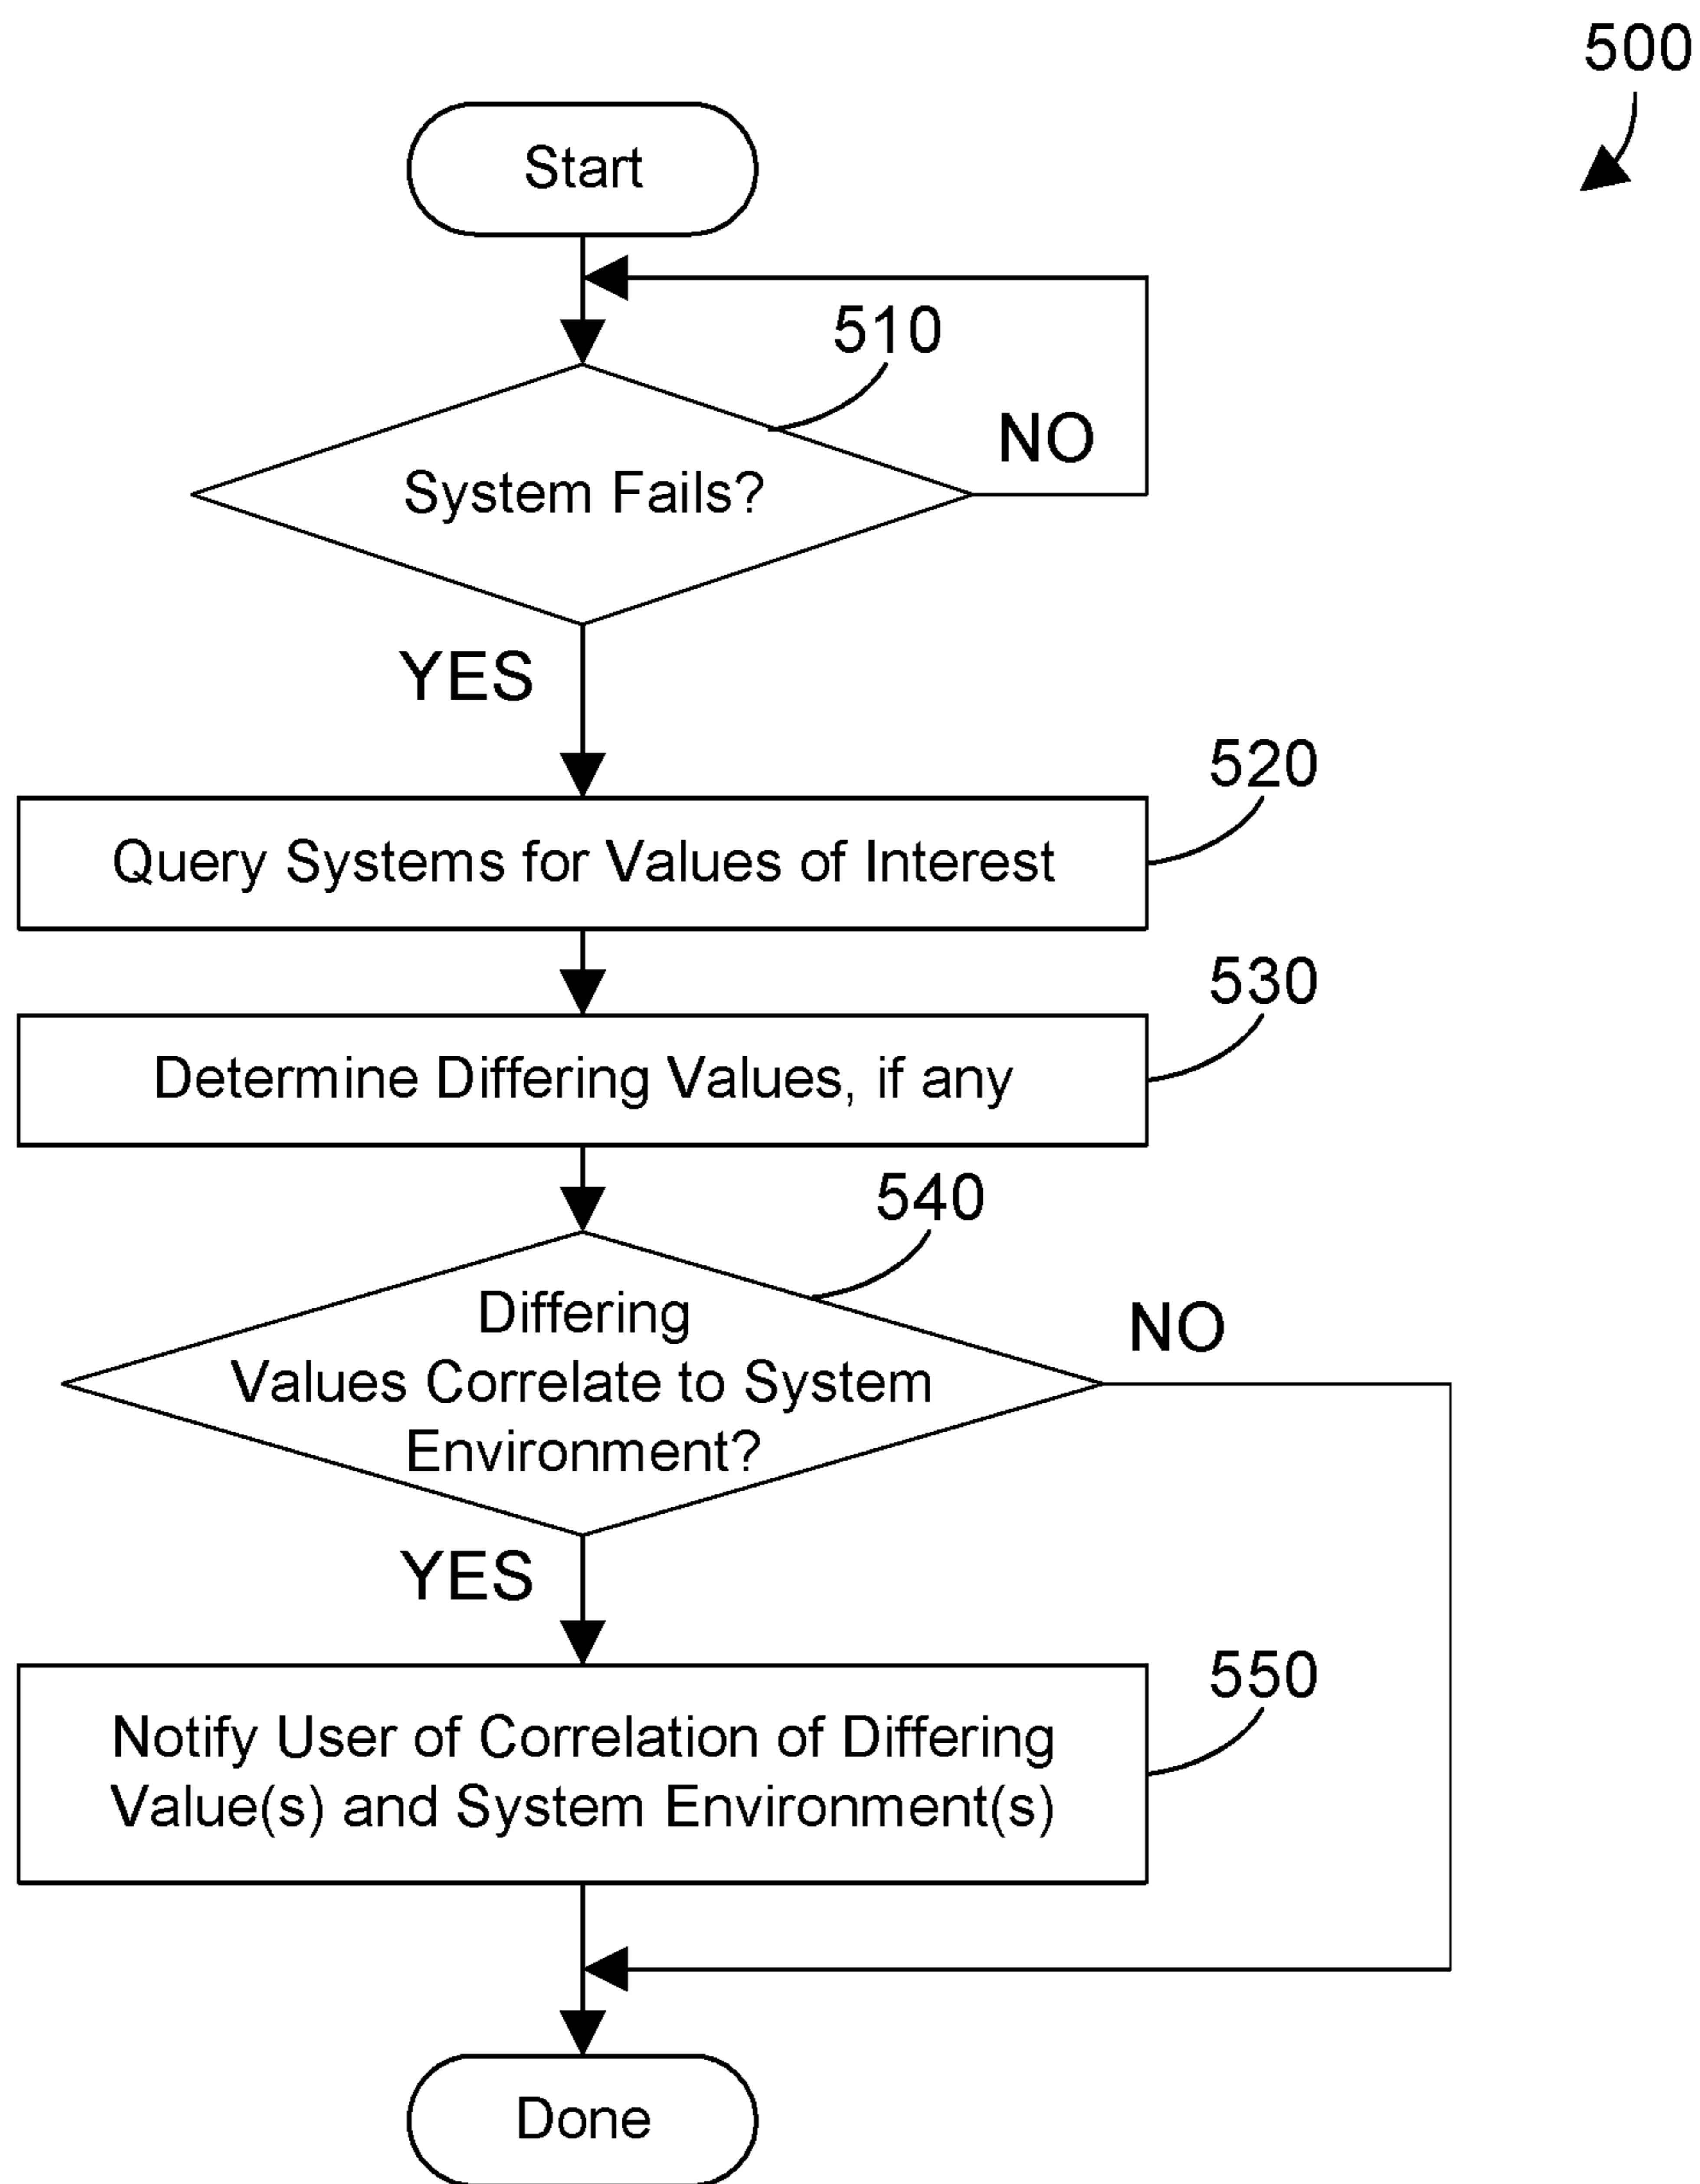 500
Start
510
NO
System Fails?
YES
520
Query Systems for Values of Interest
530
Determine Differing Values, if any
540
Differing
NO
Values Correlate to System
Environment?
YES
550
Notify User of Correlation of Differing
Value(s) and System Environment(s)
Done